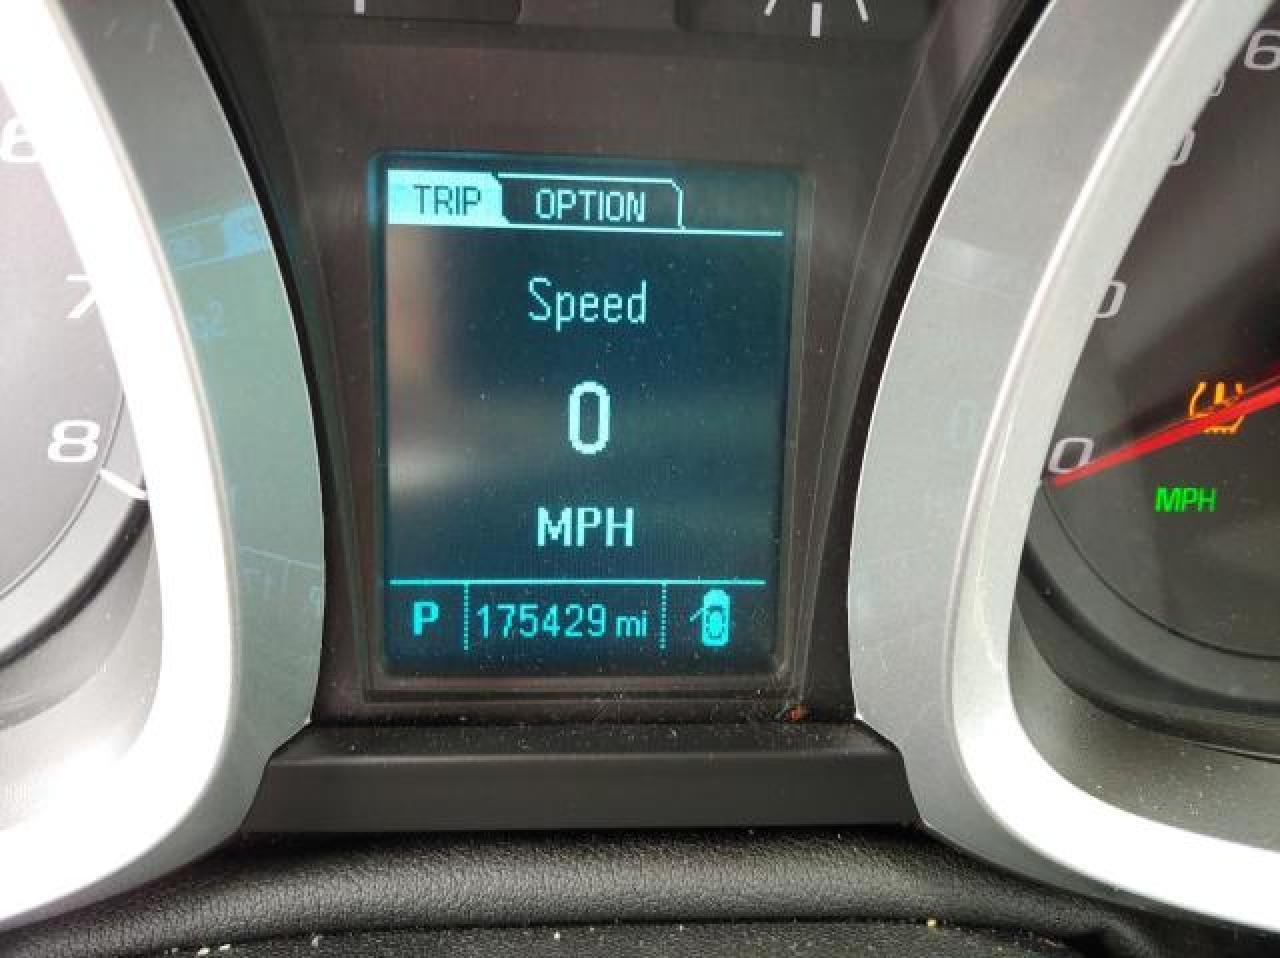 TRIP OPTION
Speed
0
MPH
P 175429 mi
7
8
0
MPH